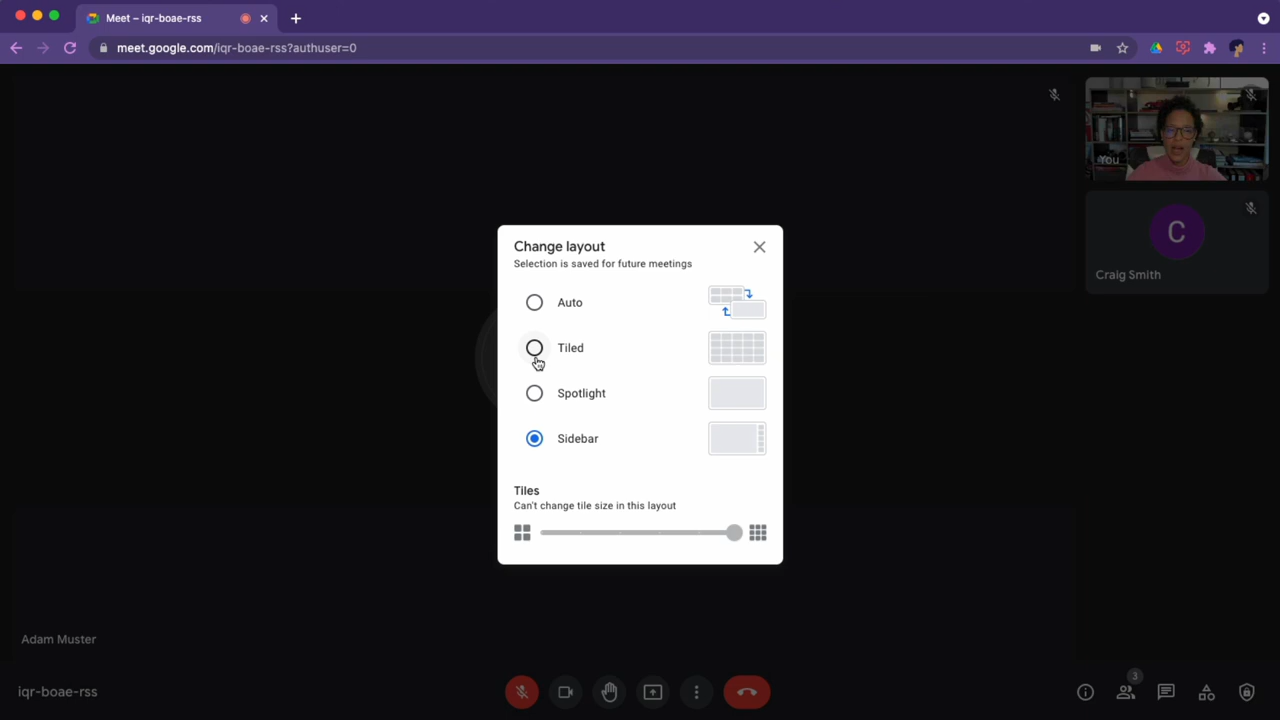 Meet – iqr-boae-rss
meet.google.com/iqr-boae-rss?authuser=0
You
C
Craig Smith
Change layout
Selection is saved for future meetings
Auto
Tiled
Spotlight
Sidebar
Tiles
Can't change tile size in this layout
Adam Muster
iqr-boae-rss
3